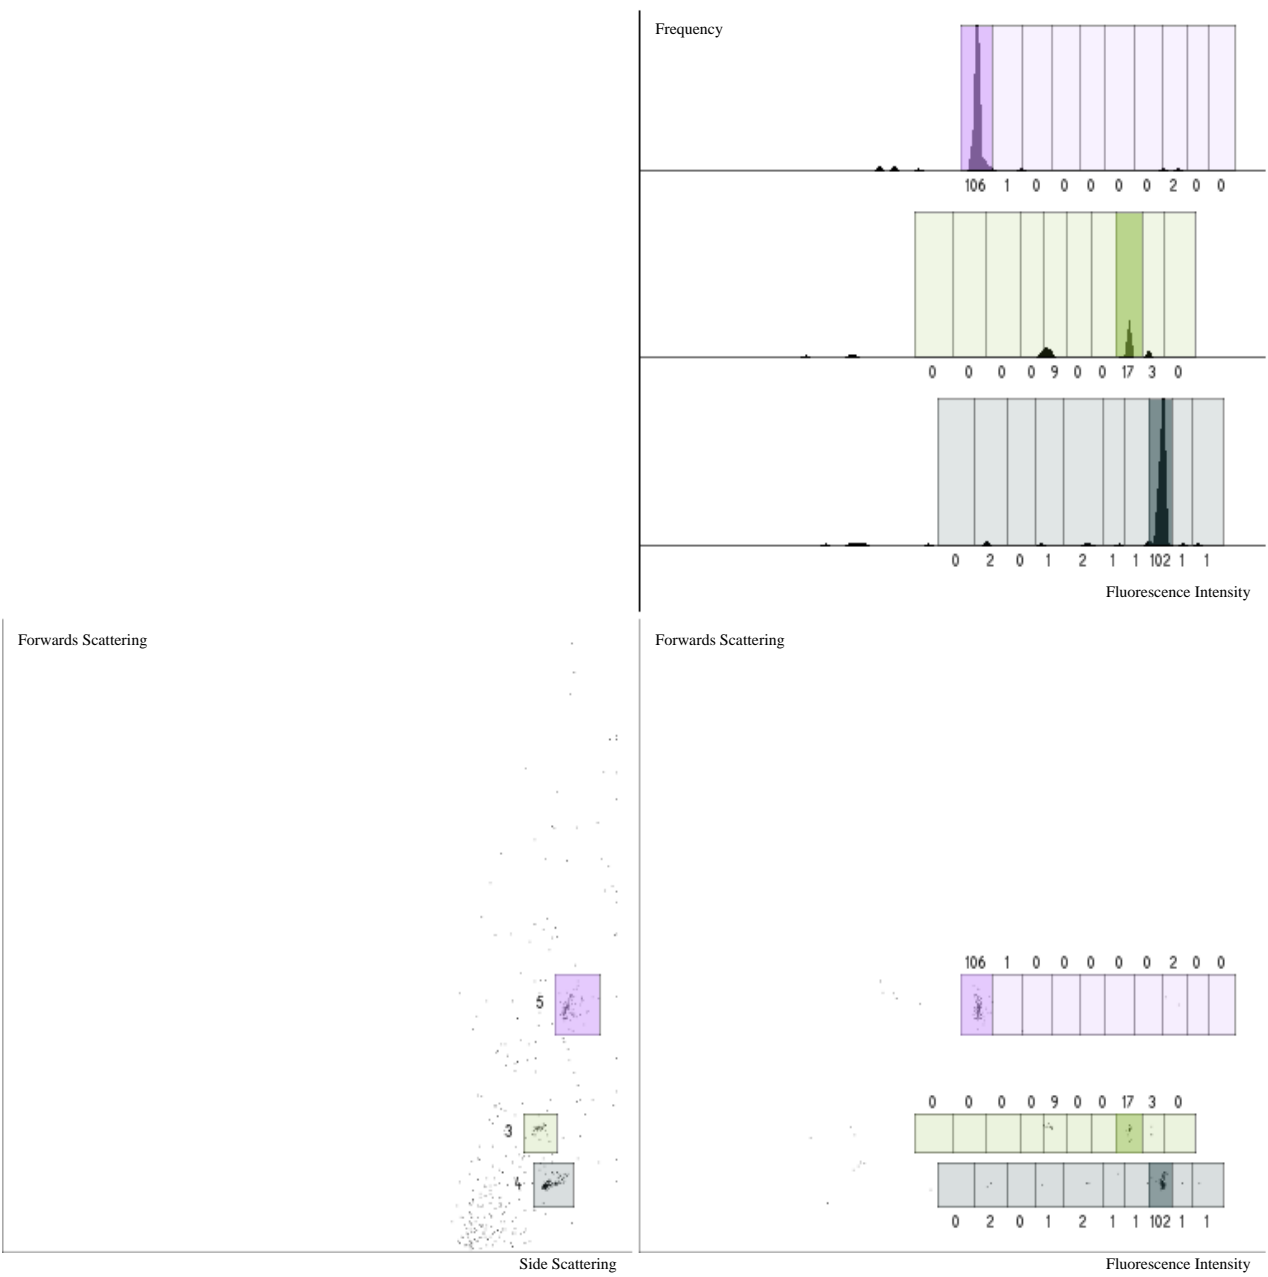 Frequency
106 1 0 0 0 0 0 2 0 0
0 0 0 0 9 0 0 17 3 0
0 2 0 1 2 1 1 102 1 1
Fluorescence Intensity
Forwards Scattering
5
3
4
Side Scattering
Forwards Scattering
106 1 0 0 0 0 0 2 0 0
0 0 0 0 9 0 0 17 3 0
0 2 0 1 2 1 1 102 1 1
Fluorescence Intensity